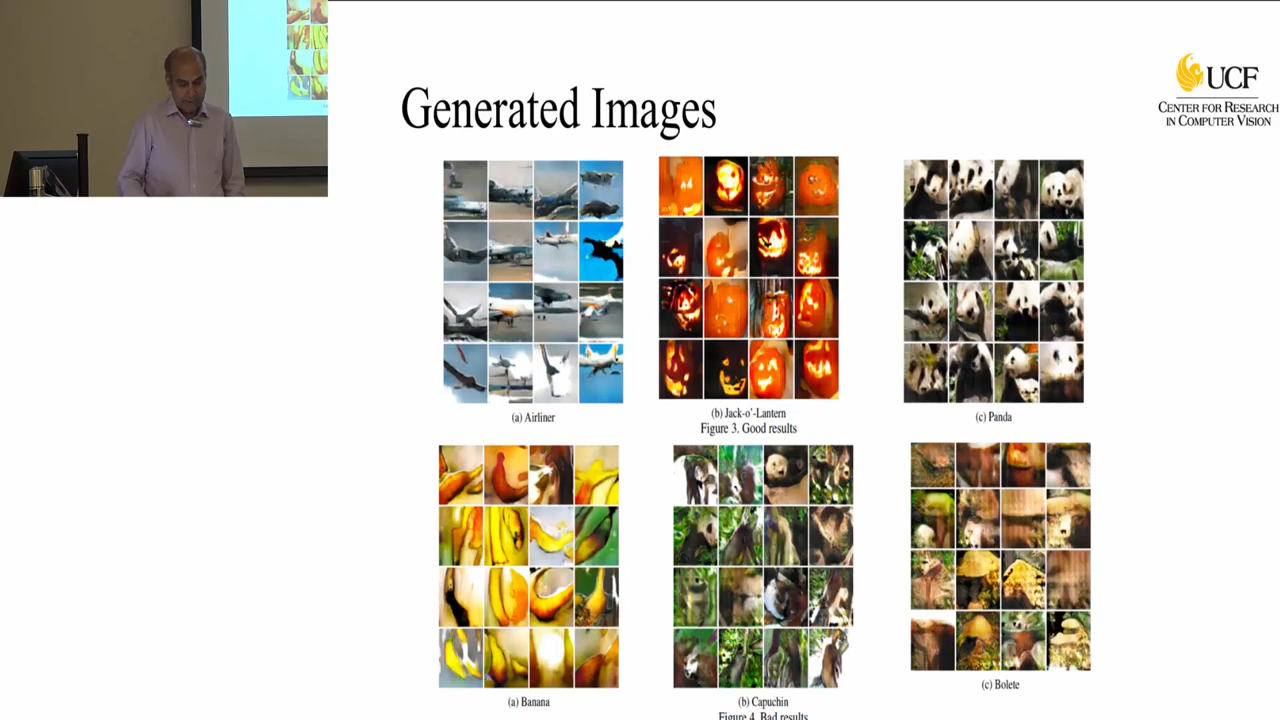 Generated Images
UCF
CENTER FOR RESEARCH
IN COMPUTER VISION
(a) Airliner
(b) Jack-o'-Lantern
(c) Panda
Figure 3. Good results
(a) Banana
(b) Capuchin
(c) Bolete
Figure 4. Bad results